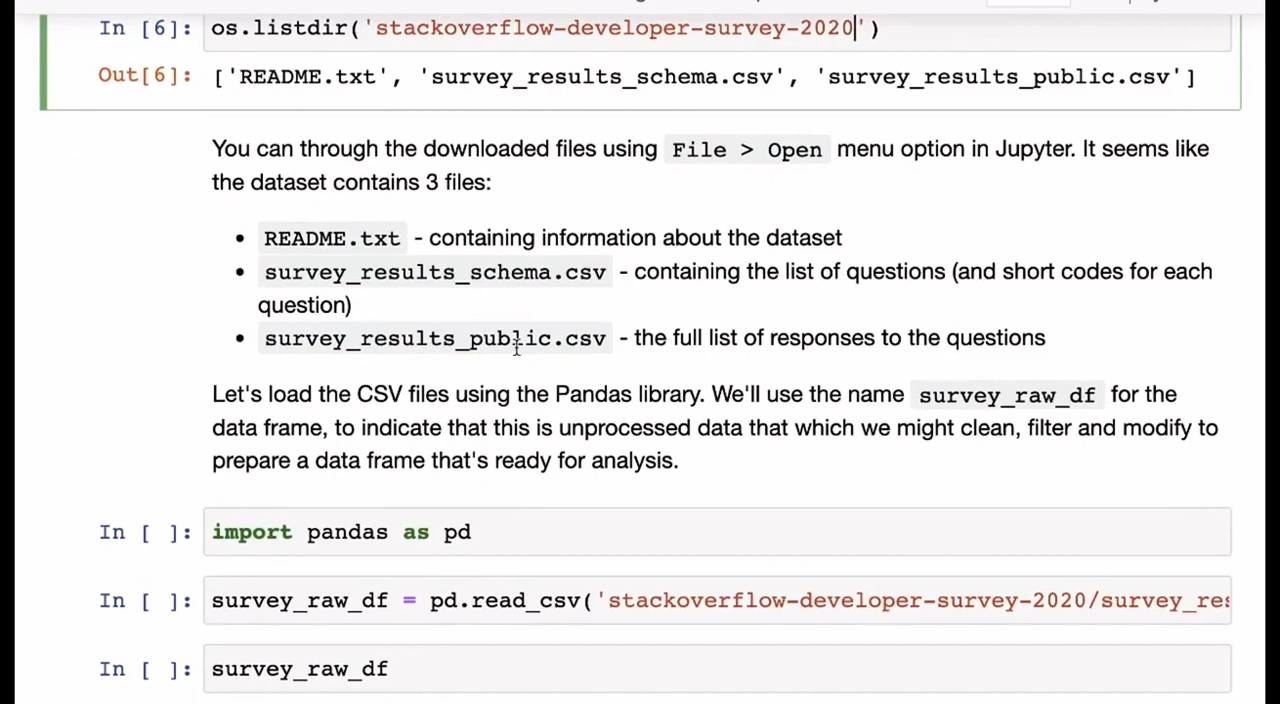 In [6]: os.listdir('stackoverflow-developer-survey-2020')
Out[6]: ['README.txt', 'survey_results_schema.csv', 'survey_results_public.csv']
You can through the downloaded files using File > Open menu option in Jupyter. It seems like
the dataset contains 3 files:
• README.txt - containing information about the dataset
• survey_results_schema.csv - containing the list of questions (and short codes for each
question)
• survey_results_public.csv - the full list of responses to the questions
Let's load the CSV files using the Pandas library. We'll use the name survey_raw_df for the
data frame, to indicate that this is unprocessed data that which we might clean, filter and modify to
prepare a data frame that's ready for analysis.
In [ ]: import pandas as pd
In [ ]: survey_raw_df = pd.read_csv('stackoverflow-developer-survey-2020/survey_res
In [ ]: survey_raw_df